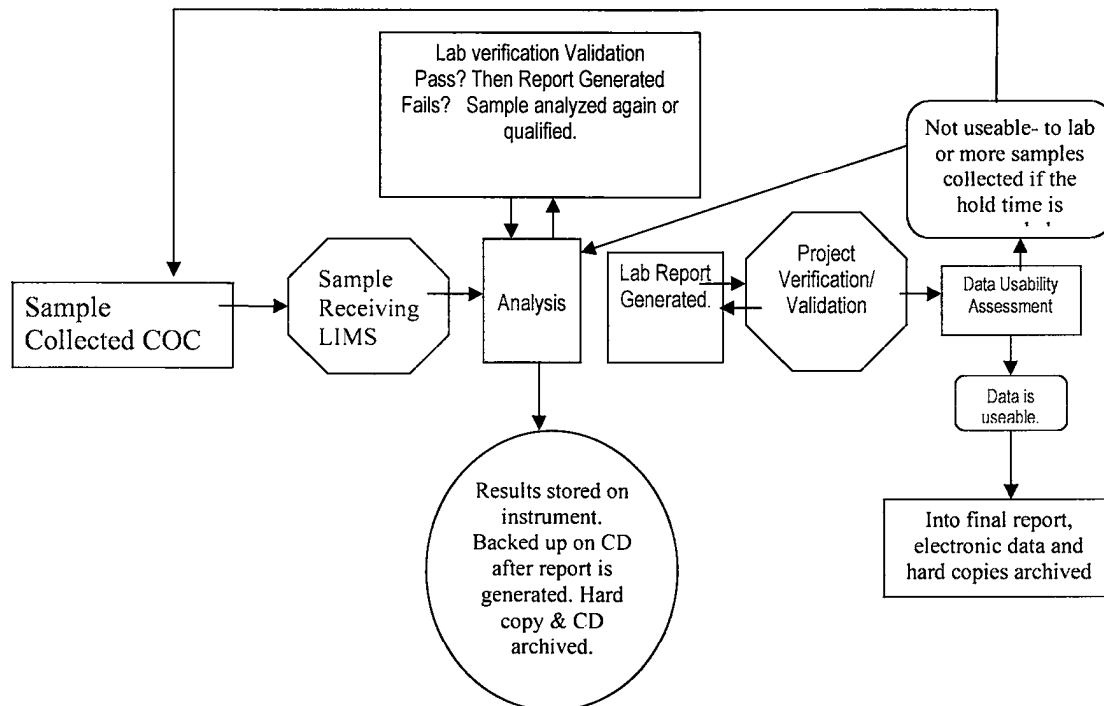 Lab verification Validation
Pass? Then Report Generated
Fails? Sample analyzed again or
qualified.
Not useable- to lab
or more samples
collected if the
hold time is
Sample
Collected COC
Sample
Receiving
LIMS
Analysis
Lab Report
Generated.
Project
Verification/
Validation
Data Usability
Assessment
Data is
useable.
Results stored on
instrument.
Backed up on CD
after report is
generated. Hard
copy & CD
archived.
Into final report,
electronic data and
hard copies archived